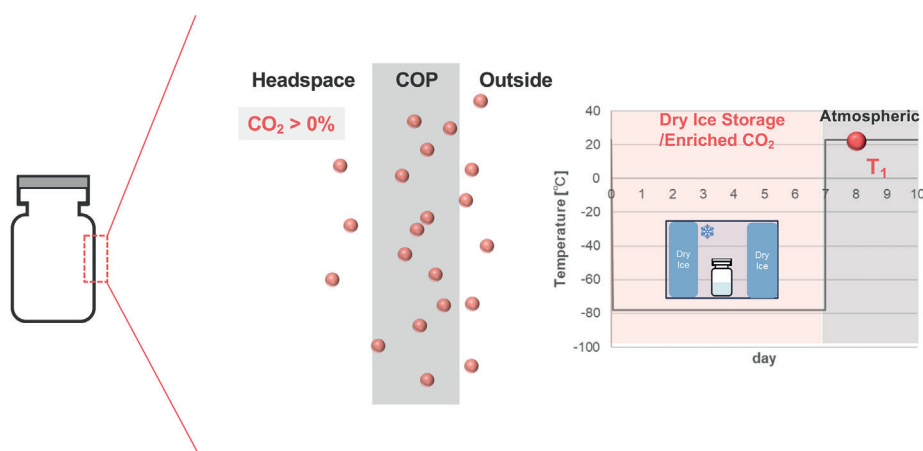 Headspace
COP
Outside
CO₂ > 0%
Dry Ice Storage
/Enriched CO₂
Atmospheric
T₁
Temperature [℃]
40
20
0
-20
-40
-60
-80
-100
0 1 2 3 4 5 6 7 8 9 10
day
Dry
Ice
Dry
Ice